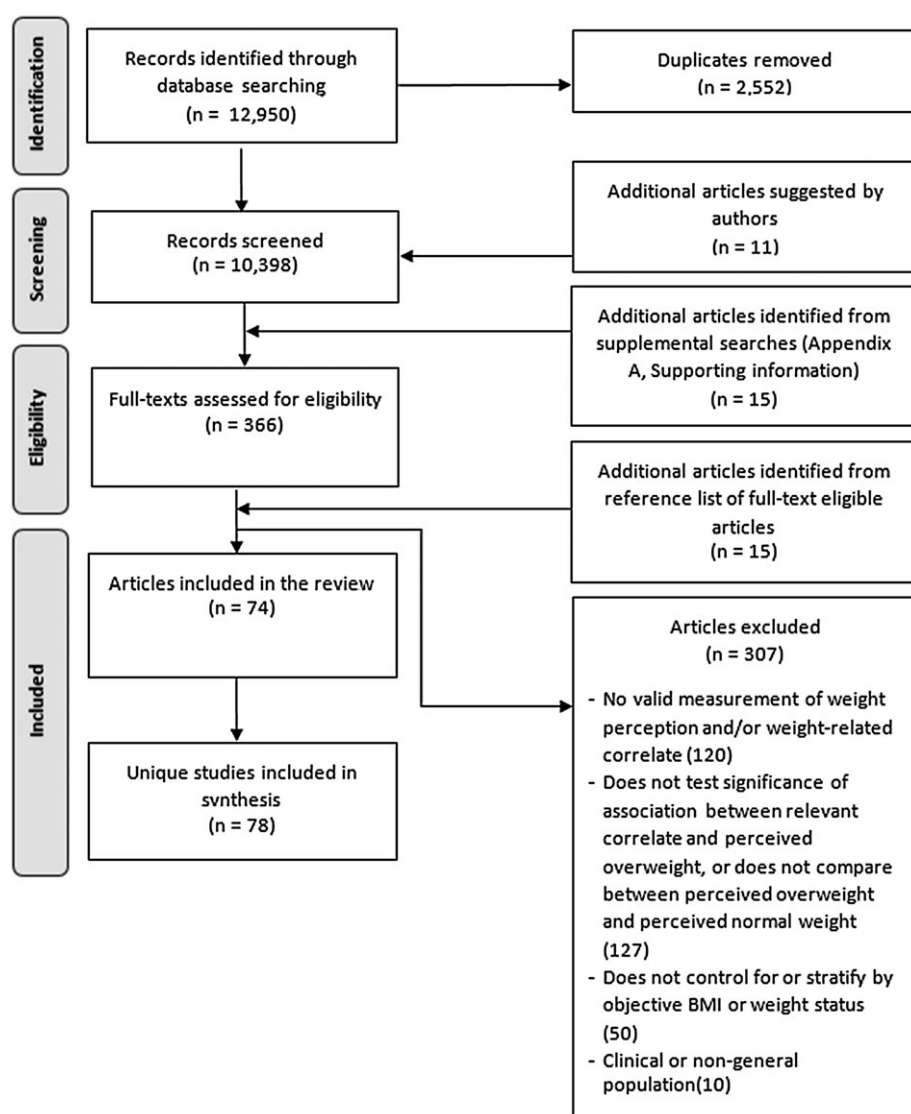 Identification
Records identified through
database searching
(n = 12,950)
Duplicates removed
(n = 2,552)
Screening
Records screened
(n = 10,398)
Additional articles suggested by
authors
(n = 11)
Additional articles identified from
supplemental searches (Appendix
A, Supporting information)
(n = 15)
Eligibility
Full-texts assessed for eligibility
(n = 366)
Additional articles identified from
reference list of full-text eligible
articles
(n = 15)
Included
Articles included in the review
(n = 74)
Unique studies included in
synthesis
(n = 78)
Articles excluded
(n = 307)
- No valid measurement of weight
perception and/or weight-related
correlate (120)
- Does not test significance of
association between relevant
correlate and perceived
overweight, or does not compare
between perceived overweight
and perceived normal weight
(127)
- Does not control for or stratify by
objective BMI or weight status
(50)
- Clinical or non-general
population(10)